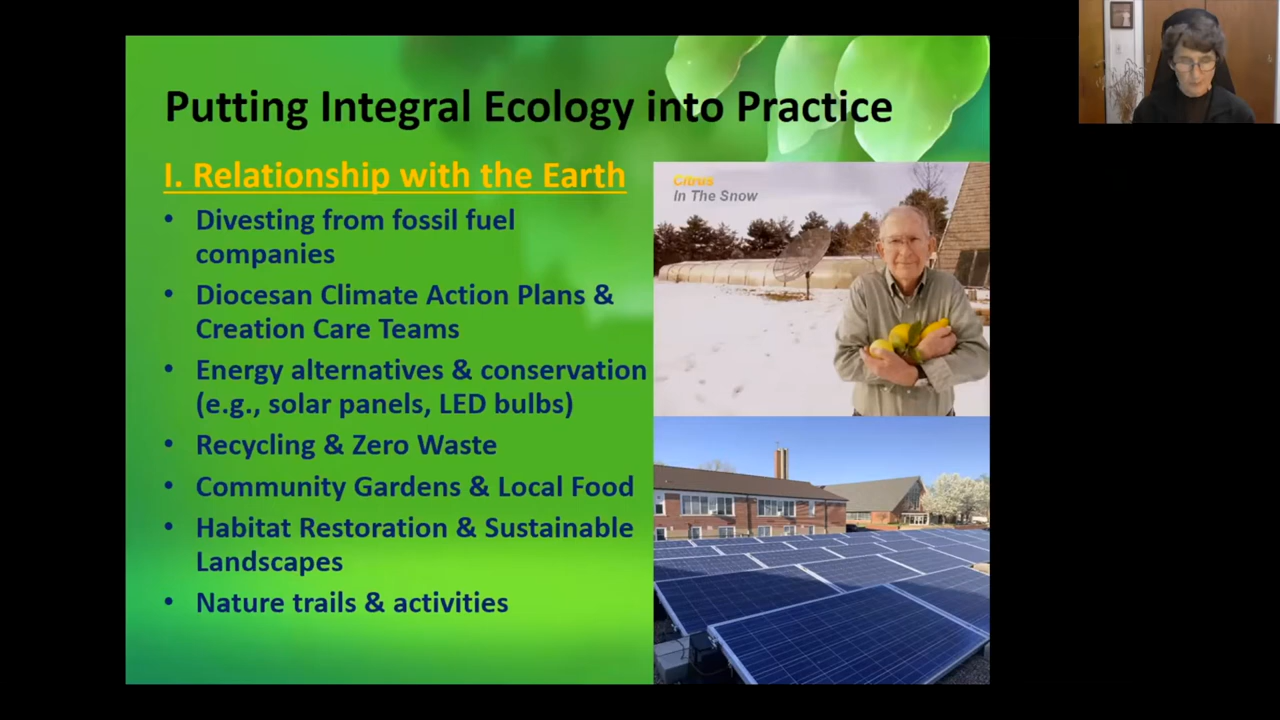 Putting Integral Ecology into Practice
I. Relationship with the Earth
• Divesting from fossil fuel
companies
• Diocesan Climate Action Plans &
Creation Care Teams
• Energy alternatives & conservation
(e.g., solar panels, LED bulbs)
• Recycling & Zero Waste
• Community Gardens & Local Food
• Habitat Restoration & Sustainable
Landscapes
• Nature trails & activities
Citrus
In The Snow